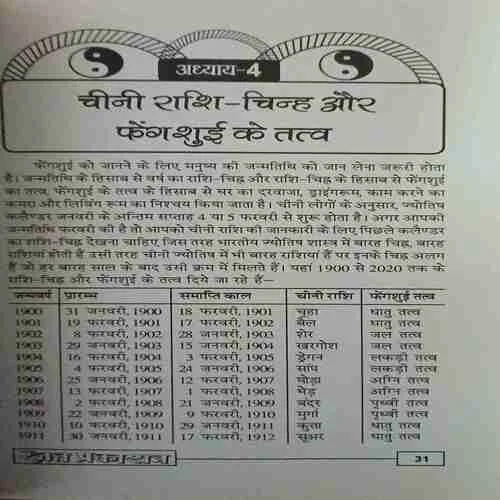 अध्याय-4
चीनी राशि-चिन्ह और
फेंगशुई के तत्व
फेंगशुई को जानने के लिए मनुष्य की जन्मतिथि को जान लेना जरूरी होता
है। जन्मतिथि के हिसाब से वर्ष का राशि-चिह्न और राशि-चिह्न के हिसाब से फेंगशुई
का तत्व, फेंगशुई के तत्व के हिसाब से घर का दरवाजा, ड्राइंगरूम, काम करने का
कमरा और लिविंग रूम का निश्चय किया जाता है। चीनी लोगों के अनुसार, ज्योतिष
कलैण्डर जनवरी के अन्तिम सप्ताह 4 या 5 फरवरी से शुरू होता है। अगर आपकी
जन्मतिथि फरवरी की है तो आपको चीनी राशि की जानकारी के लिए पिछले कलैण्डर
का राशि-चिह्न देखना चाहिए, जिस तरह भारतीय ज्योतिष शास्त्र में बारह चिह्न, बारह
राशियां होती हैं उसी तरह चीनी ज्योतिष में भी बारह राशियां हैं पर इनके चिह्न अलग
हैं जो हर बारह साल के बाद उसी क्रम में मिलते हैं। यहां 1900 से 2020 तक के
राशि-चिह्न और फेंगशुई के तत्व दिये जा रहे हैं—
जन्मवर्ष प्रारम्भ समाप्ति काल चीनी राशि फेंगशुई तत्व
1900 31 जनवरी, 1900 18 फरवरी, 1901 चूहा धातु तत्व
1901 19 फरवरी, 1901 17 फरवरी, 1902 बैल धातु तत्व
1902 8 फरवरी, 1902 28 जनवरी, 1903 शेर जल तत्व
1903 29 जनवरी, 1903 15 जनवरी, 1904 खरगोश जल तत्व
1904 16 फरवरी, 1904 3 फरवरी, 1905 ड्रेगन लकड़ी तत्व
1905 4 फरवरी, 1905 24 जनवरी, 1906 सांप लकड़ी तत्व
1906 25 जनवरी, 1906 12 फरवरी, 1907 घोड़ा अग्नि तत्व
1907 13 फरवरी, 1907 1 फरवरी, 1908 भेड़ अग्नि तत्व
1908 2 फरवरी, 1908 21 जनवरी, 1909 बंदर पृथ्वी तत्व
1909 22 जनवरी, 1909 9 फरवरी, 1910 मुर्गा पृथ्वी तत्व
1910 10 फरवरी, 1910 29 जनवरी, 1911 कुत्ता धातु तत्व
1911 30 जनवरी, 1911 17 फरवरी, 1912 सूअर धातु तत्व
31